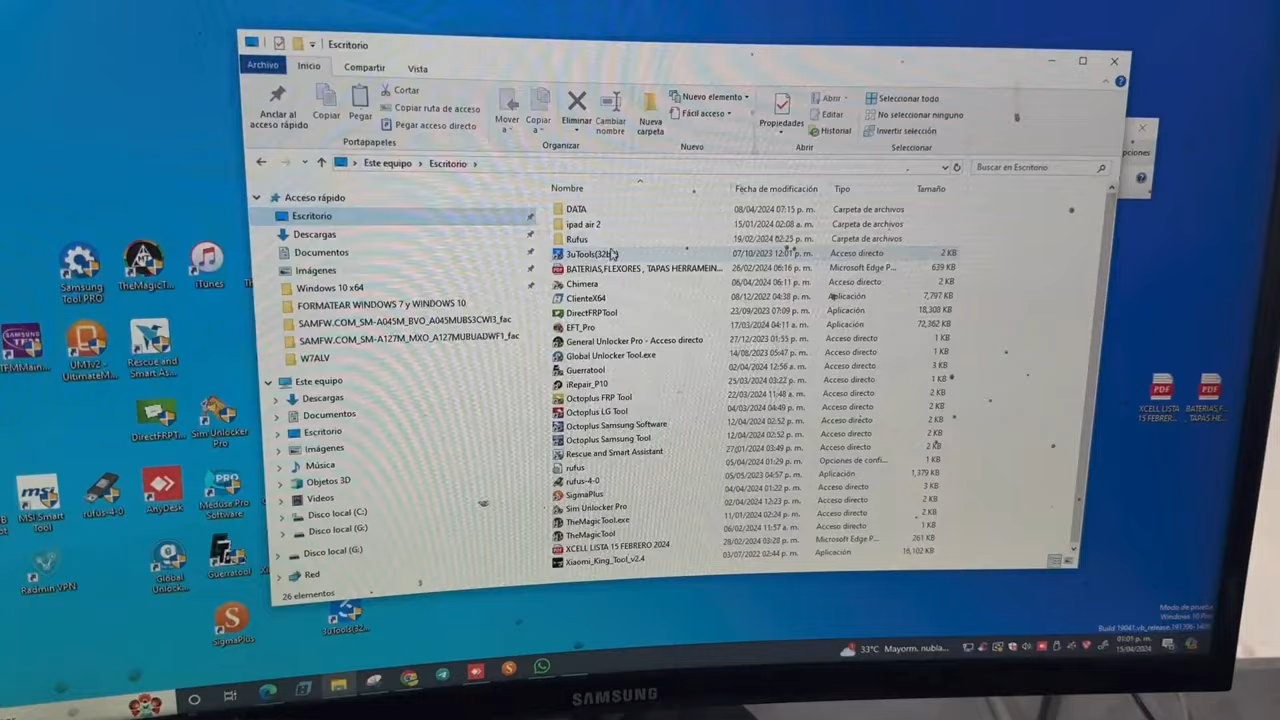 Escritorio
Archivo Inicio Compartir Vista
Anclar al acceso rápido
Copiar
Pegar
Cortar
Copiar ruta de acceso
Pegar acceso directo
Portapapeles
Mover a
Copiar a
Eliminar
Cambiar nombre
Organizar
Nueva carpeta
Nuevo elemento
Fácil acceso
Nuevo
Propiedades
Abrir
Editar
Historial
Abrir
Seleccionar todo
No seleccionar ninguno
Invertir selección
Seleccionar
Este equipo > Escritorio >
Buscar en Escritorio
Acceso rápido
Escritorio
Descargas
Documentos
Imágenes
Windows 10 x64
FORMATEAR WINDOWS 7 y WINDOWS 10
SAMFW.COM_SM-A045M_BVO_A045MUBS3CWI3_fac
SAMFW.COM_SM-A127M_MXO_A127MUBUADWF1_fac
W7ALV
Este equipo
Descargas
Documentos
Escritorio
Imágenes
Música
Objetos 3D
Videos
Disco local (C:)
Disco local (G:)
Disco local (G:)
Red
26 elementos
Nombre Fecha de modificación Tipo Tamaño
DATA 08/04/2024 07:15 p. m. Carpeta de archivos
ipad air 2 15/01/2024 02:08 a. m. Carpeta de archivos
Rufus 19/02/2024 02:25 p. m. Carpeta de archivos
07/10/2023 12:01 p. m. Acceso directo 2 KB
BATERIAS,FLEXORES , TAPAS HERRAMEIN... 26/02/2024 06:16 p. m. Microsoft Edge P... 639 KB
Chimera 06/04/2024 06:11 p. m. Acceso directo 2 KB
ClienteX64 08/12/2022 04:38 p. m. Aplicación 7,797 KB
DirectFRPTool 23/09/2023 07:09 p. m. Aplicación 18,308 KB
EFT_Pro 17/03/2024 04:11 a. m. Aplicación 72,362 KB
General Unlocker Pro - Acceso directo 27/12/2023 01:55 p. m. Acceso directo 1 KB
Global Unlocker Tool.exe 14/08/2023 05:47 p. m. Acceso directo 1 KB
Guerratool 02/04/2024 12:56 a. m. Acceso directo 3 KB
iRepair_P10 25/03/2024 03:22 p. m. Acceso directo 1 KB
Octoplus FRP Tool 22/03/2024 11:48 a. m. Acceso directo 2 KB
Octoplus LG Tool 04/03/2024 04:49 p. m. Acceso directo 2 KB
Octoplus Samsung Software 12/04/2024 02:52 p. m. Acceso directo 2 KB
Octoplus Samsung Tool 12/04/2024 02:52 p. m. Acceso directo 2 KB
Rescue and Smart Assistant 27/01/2024 03:49 p. m. Acceso directo 2 KB
rufus 05/04/2024 01:29 p. m. Opciones de confi... 1 KB
rufus-4-0 05/05/2023 04:57 p. m. Aplicación 1,379 KB
SigmaPlus 04/04/2024 01:22 p. m. Acceso directo 3 KB
Sim Unlocker Pro 02/04/2024 12:23 p. m. Acceso directo 2 KB
TheMagicTool.exe 11/01/2024 02:24 p. m. Acceso directo 2 KB
TheMagicTool 06/02/2024 11:57 a. m. Acceso directo 1 KB
XCELL LISTA 15 FEBRERO 2024 28/02/2024 03:28 p. m. Microsoft Edge P... 261 KB
Xiaomi_King_Tool_v2.4 03/07/2022 02:44 p. m. Aplicación 16,102 KB
pciones
Samsung Tool PRO
TheMagicT...
iTunes
UMTv2 - UltimateM...
Rescue and Smart As...
DirectFRPT...
Sim Unlocker Pro
MSI Smart Tool
rufus-4-0
AnyDesk
Medusa Pro Software
Radmin VPN
Global Unlock...
Guerratool
SigmaPlus
3uTools(32...
PDF
XCELL LISTA 15 FEBRER...
PDF
BATERIAS,F... , TAPAS HE...
Modo de prueba
Windows 10 Pro
33°C Mayorm. nubla...
01:01 p. m.
15/04/2024
SAMSUNG